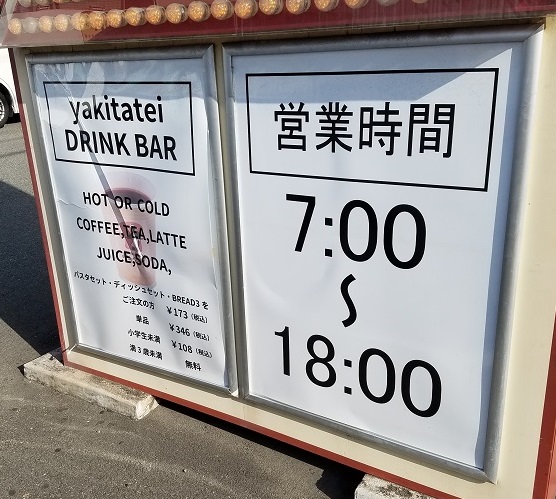 yakitatei
DRINK BAR
HOT OR COLD
COFFEE,TEA,LATTE
JUICE,SODA,
パスタセット・ディッシュセット・BREAD3を
ご注文の方 ¥173(税込)
単品 ¥346(税込)
小学生未満 ¥108(税込)
満3歳未満 無料
営業時間
7:00
〜
18:00